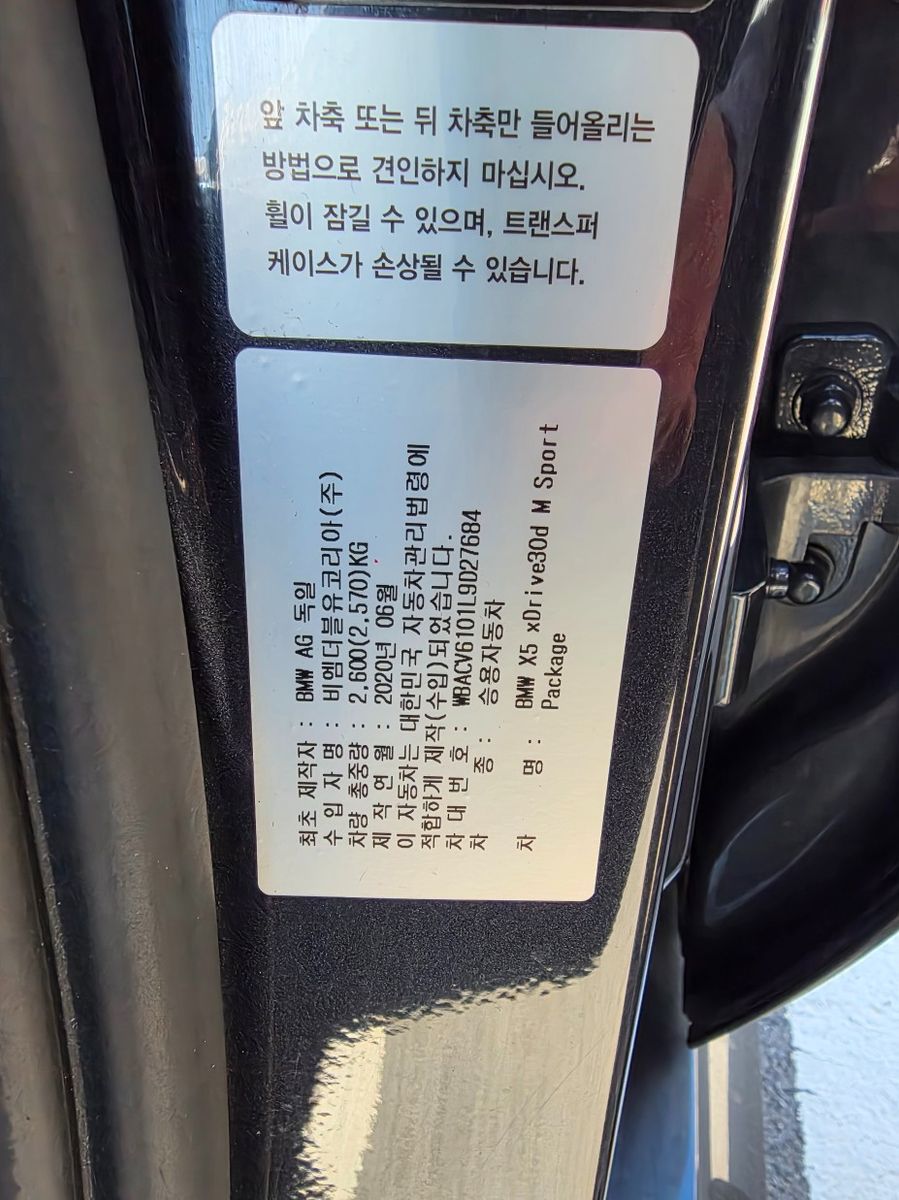 앞 차축 또는 뒤 차축만 들어올리는
방법으로 견인하지 마십시오.
휠이 잠길 수 있으며, 트랜스퍼
케이스가 손상될 수 있습니다.
최초 제작자 : BMW AG 독일
수 입 자 명 : 비엠더블유코리아(주)
차량 총중량 : 2,600(2,570)KG
제 작 연 월 : 2020년 06월
이 자동차는 대한민국 자동차관리법령에
적합하게 제작(수입)되었습니다.
차 대 번 호 : WBACV6101L9D27684
차 종 : 승용자동차
차 명 : BMW X5 xDrive30d M Sport
Package